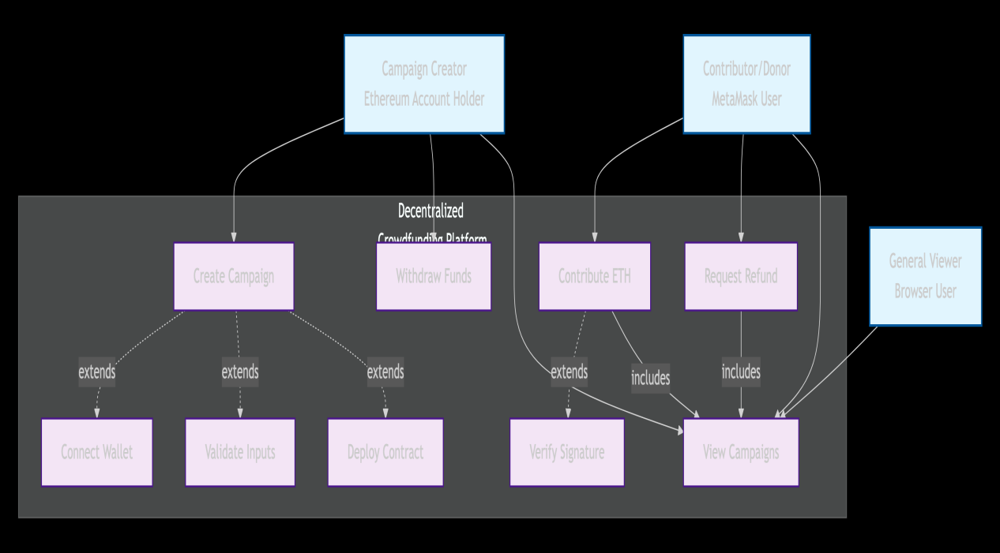 Campaign Creator
Ethereum Account Holder
Contributor/Donor
MetaMask User
Decentralized
Crowdfunding Platform
General Viewer
Browser User
Create Campaign
Withdraw Funds
Contribute ETH
Request Refund
extends
extends
extends
extends
includes
includes
Connect Wallet
Validate Inputs
Deploy Contract
Verify Signature
View Campaigns